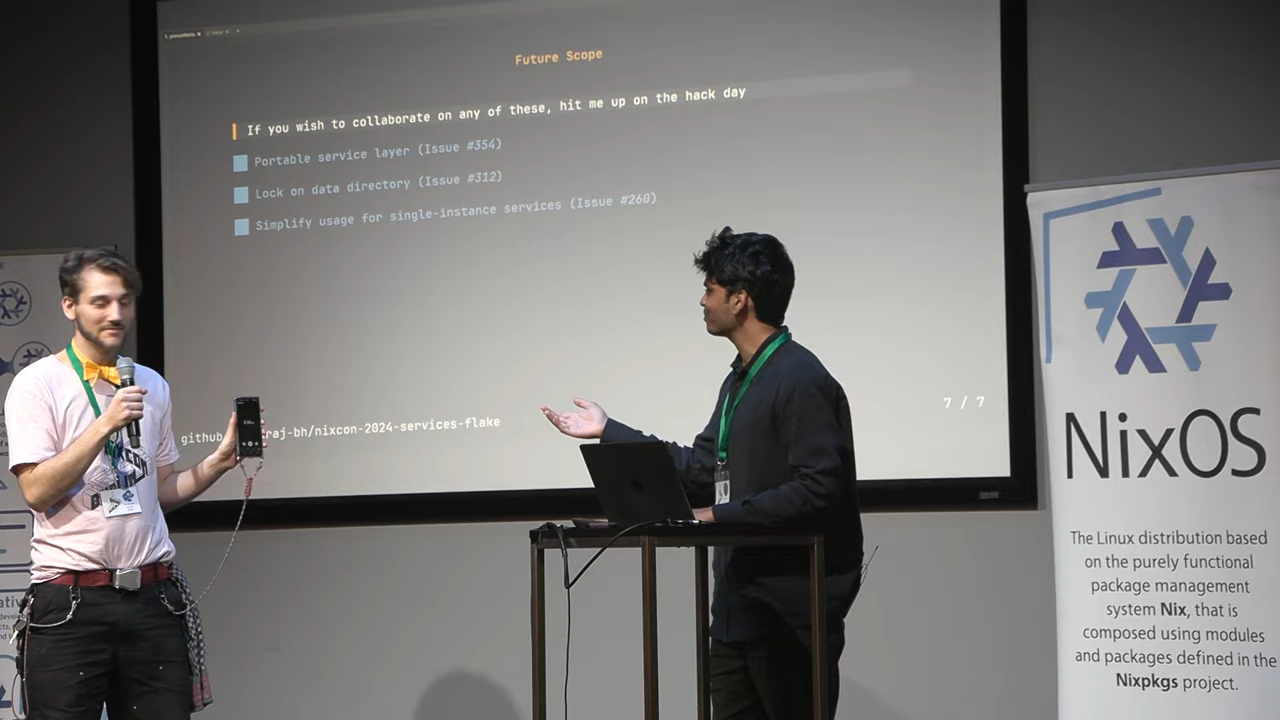 Future Scope
If you wish to collaborate on any of these, hit me up on the hack day
Portable service layer (Issue #354)
Lock on data directory (Issue #312)
Simplify usage for single-instance services (Issue #260)
github
raj-bh/nixcon-2024-services-flake
7 / 7
NixOS
The Linux distribution based
on the purely functional
package management
system Nix, that is
composed using modules
and packages defined in the
Nixpkgs project.